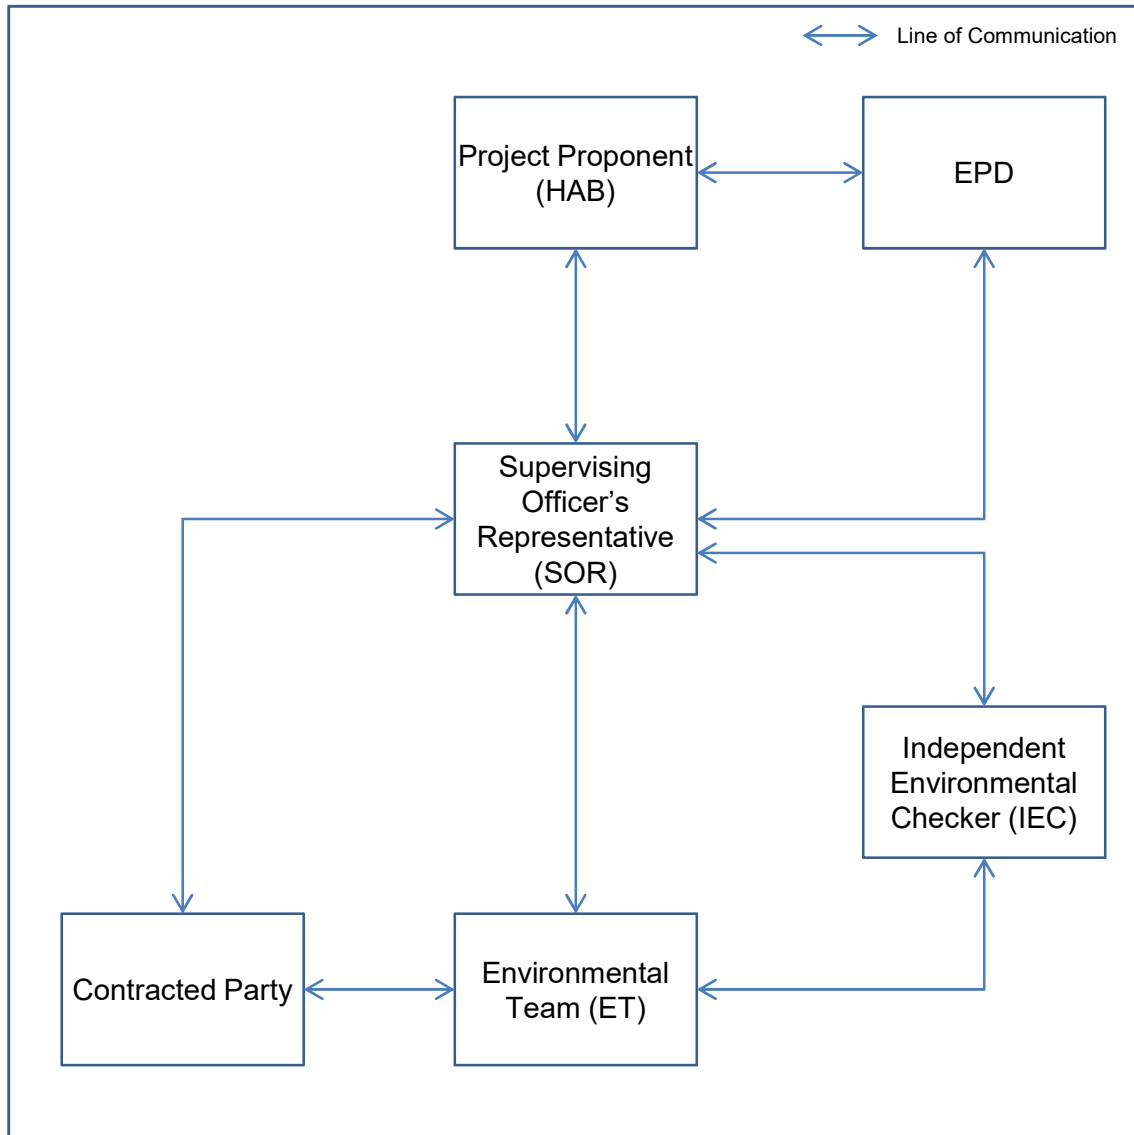 Line of Communication
Project Proponent
(HAB)
EPD
Supervising
Officer’s
Representative
(SOR)
Independent
Environmental
Checker (IEC)
Contracted Party
Environmental
Team (ET)